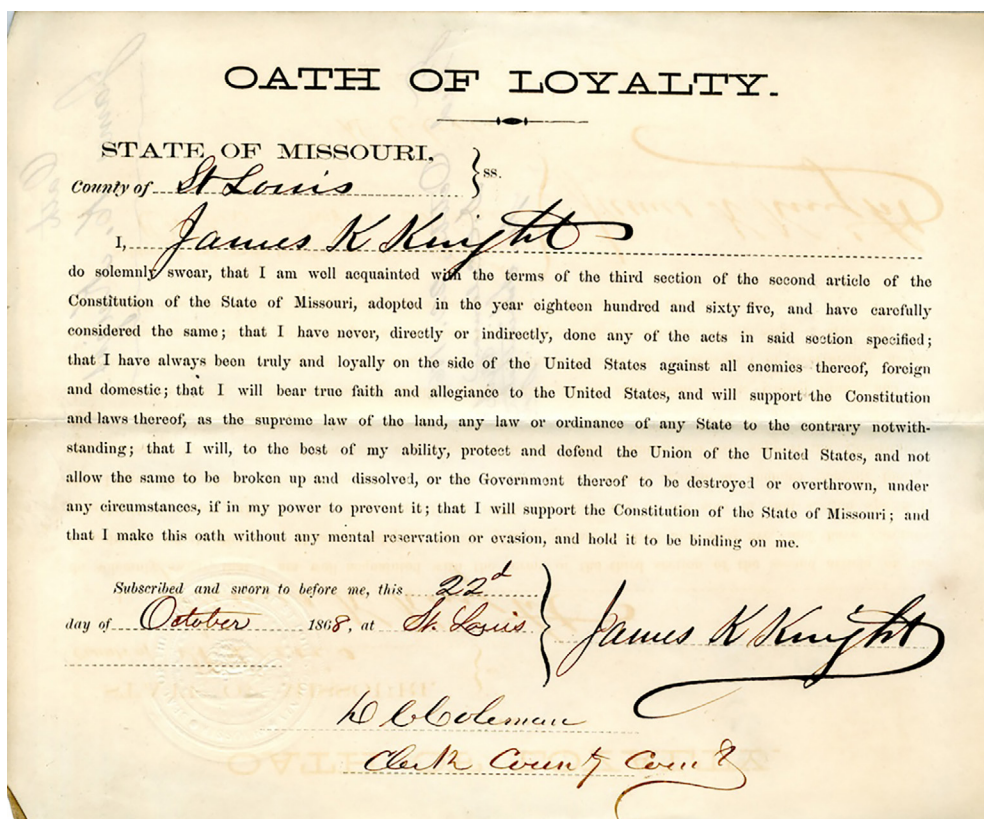 OATH OF LOYALTY.
STATE OF MISSOURI,
County of St Louis } ss.
I, James K Knight
do solemnly swear, that I am well acquainted with the terms of the third section of the second article of the
Constitution of the State of Missouri, adopted in the year eighteen hundred and sixty five, and have carefully
considered the same; that I have never, directly or indirectly, done any of the acts in said section specified;
that I have always been truly and loyally on the side of the United States against all enemies thereof, foreign
and domestic; that I will bear true faith and allegiance to the United States, and will support the Constitution
and laws thereof, as the supreme law of the land, any law or ordinance of any State to the contrary notwith-
standing; that I will, to the best of my ability, protect and defend the Union of the United States, and not
allow the same to be broken up and dissolved, or the Government thereof to be destroyed or overthrown, under
any circumstances, if in my power to prevent it; that I will support the Constitution of the State of Missouri; and
that I make this oath without any mental reservation or evasion, and hold it to be binding on me.
Subscribed and sworn to before me, this 22d
day of October 1868, at St. Louis } James K Knight
Coleman
Clerk County